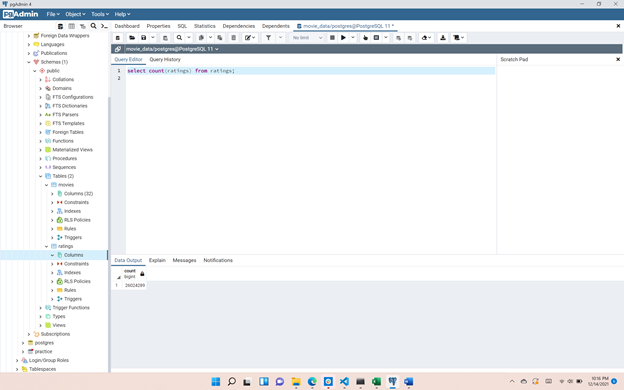 pgAdmin 4
pgAdmin File Object Tools Help
Browser
Dashboard Properties SQL Statistics Dependencies Dependents movie_data/postgres@PostgreSQL 11 *
No limit
movie_data/postgres@PostgreSQL 11
Query Editor Query History
Scratch Pad
1 select count(ratings) from ratings;
2
Foreign Data Wrappers
Languages
Publications
Schemas (1)
public
Collations
Domains
FTS Configurations
FTS Dictionaries
FTS Parsers
FTS Templates
Foreign Tables
Functions
Materialized Views
Procedures
1..3 Sequences
Tables (2)
movies
Columns (32)
Constraints
Indexes
RLS Policies
Rules
Triggers
ratings
Columns
Constraints
Indexes
RLS Policies
Rules
Triggers
Trigger Functions
Types
Views
Subscriptions
postgres
practice
Login/Group Roles
Tablespaces
Data Output Explain Messages Notifications
count
bigint
1 26024289
10:16 PM
12/14/2021